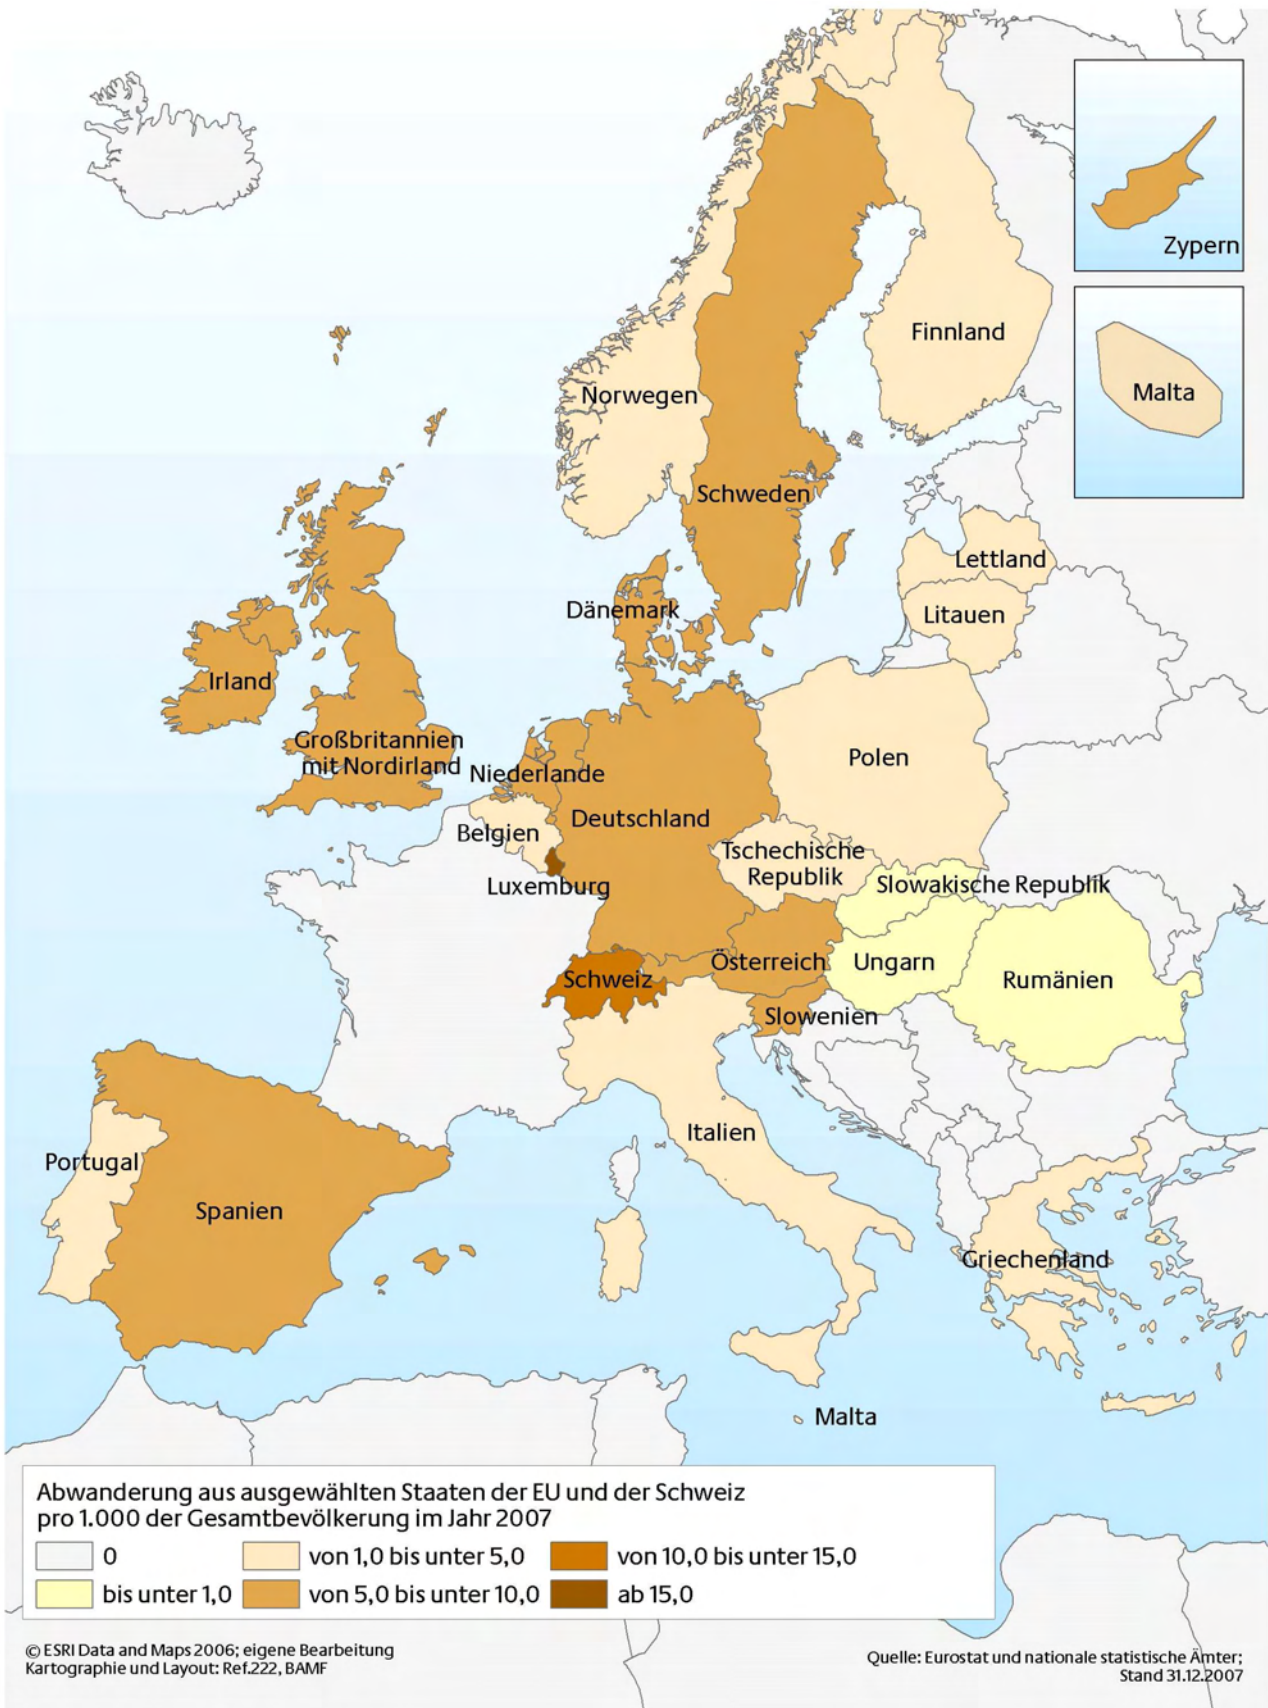 Zypern
Finnland
Malta
Norwegen
Schweden
Lettland
Dänemark
Litauen
Irland
Großbritannien
mit Nordirland
Niederlande
Polen
Deutschland
Belgien
Tschechische
Republik
Luxemburg
Slowakische Republik
Schweiz
Österreich
Ungarn
Rumänien
Slowenien
Italien
Portugal
Spanien
Griechenland
Malta
Abwanderung aus ausgewählten Staaten der EU und der Schweiz
pro 1.000 der Gesamtbevölkerung im Jahr 2007
0
von 1,0 bis unter 5,0
von 10,0 bis unter 15,0
bis unter 1,0
von 5,0 bis unter 10,0
ab 15,0
© ESRI Data and Maps 2006; eigene Bearbeitung
Kartographie und Layout: Ref.222, BAMF
Quelle: Eurostat und nationale statistische Ämter;
Stand 31.12.2007